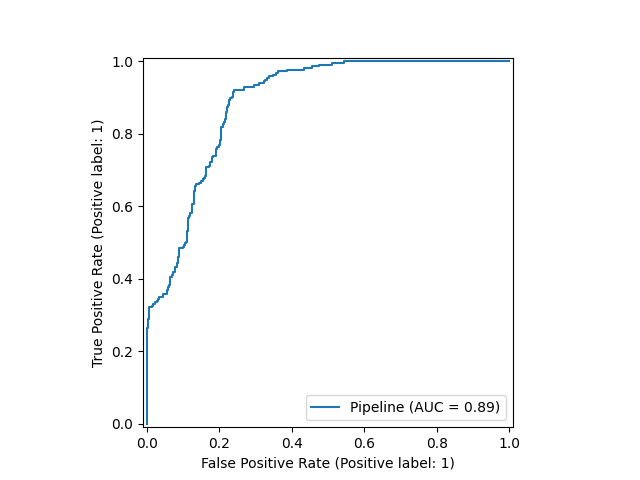 1.0
0.8
0.6
0.4
0.2
0.0
True Positive Rate (Positive label: 1)
Pipeline (AUC = 0.89)
0.0 0.2 0.4 0.6 0.8 1.0
False Positive Rate (Positive label: 1)